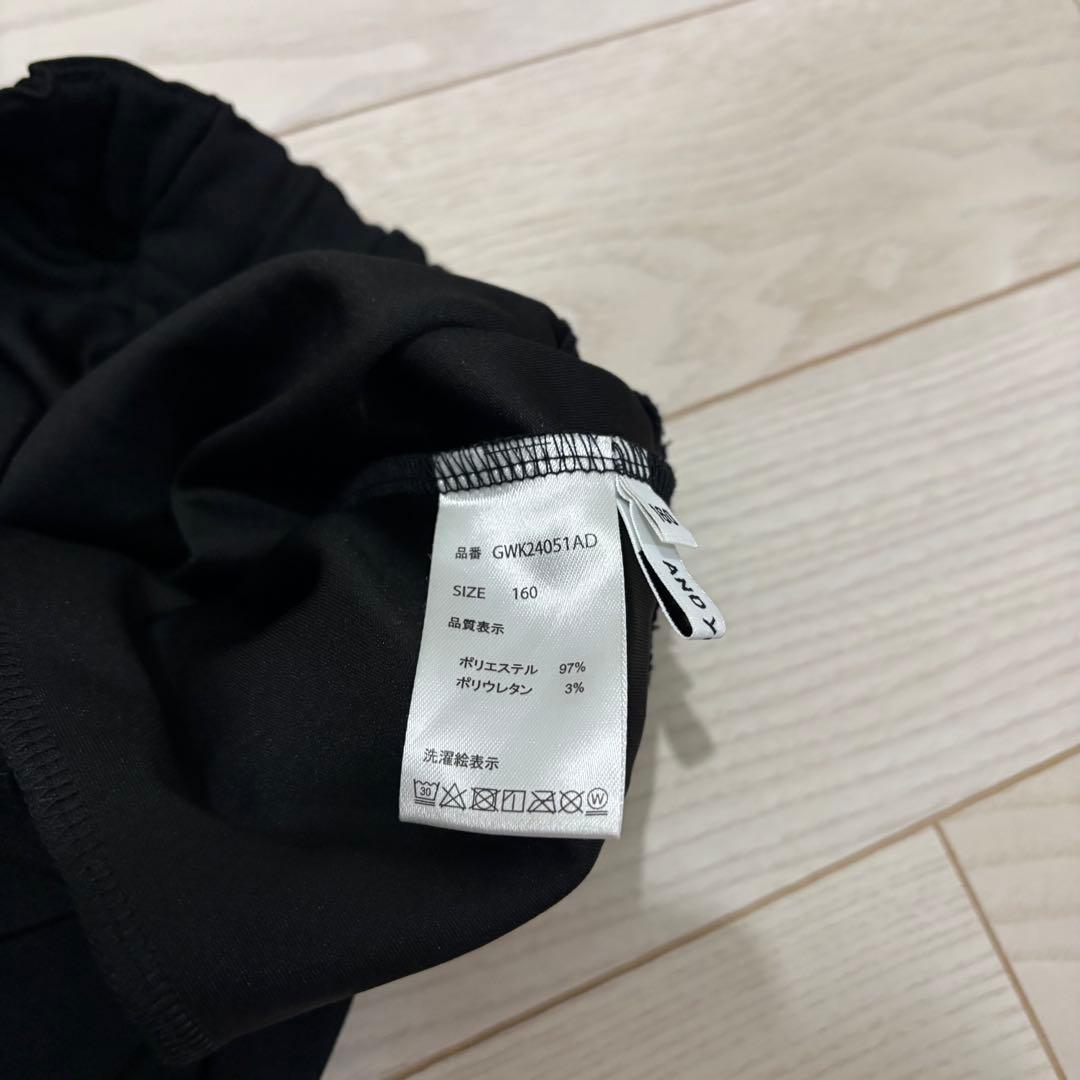 品番 GWK24051AD
SIZE 160
品質表示
ポリエステル 97%
ポリウレタン 3%
洗濯絵表示
30
W
160
AND